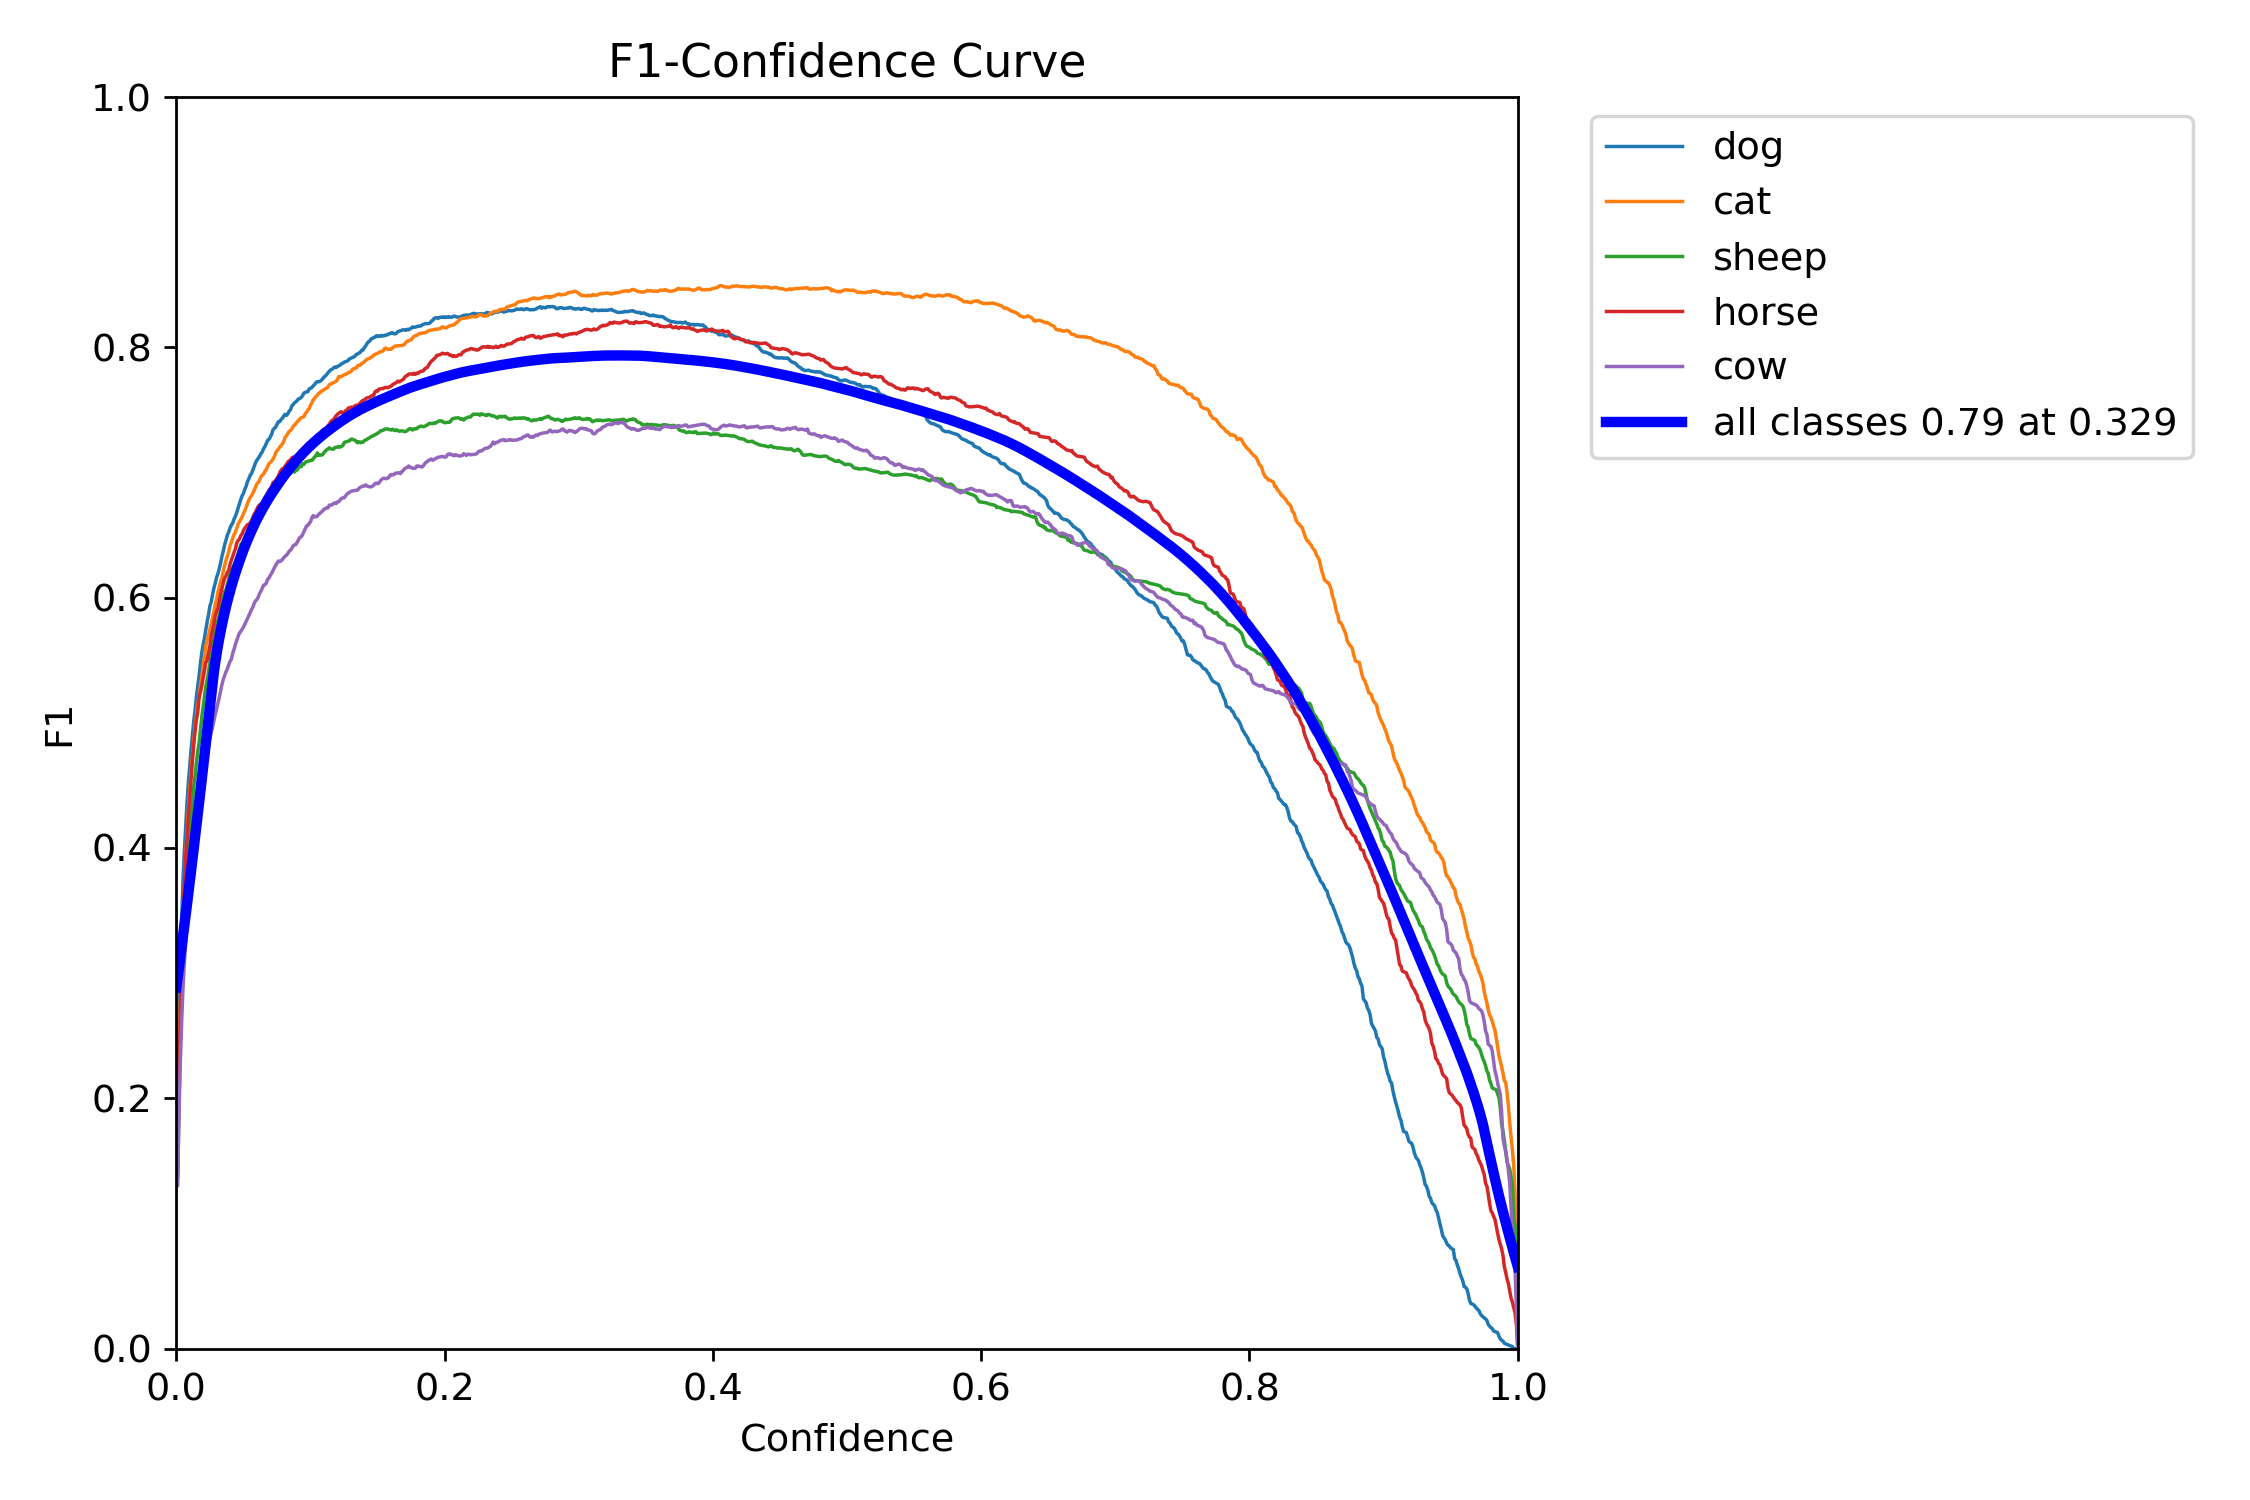 F1-Confidence Curve
1.0
0.8
0.6
0.4
0.2
0.0
F1
0.0 0.2 0.4 0.6 0.8 1.0
Confidence
dog
cat
sheep
horse
cow
all classes 0.79 at 0.329